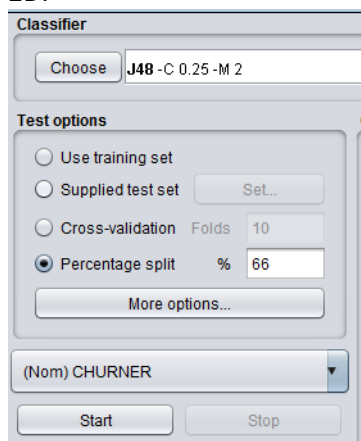 Classifier
Choose J48 -C 0.25 -M 2
Test options
Use training set
Supplied test set Set...
Cross-validation Folds 10
Percentage split % 66
More options...
(Nom) CHURNER
Start Stop